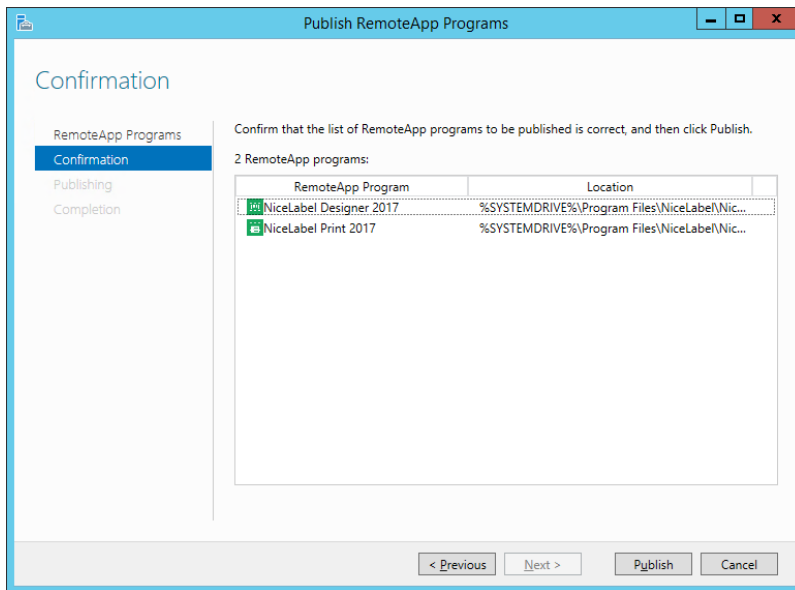 Publish RemoteApp Programs
Confirmation
RemoteApp Programs
Confirmation
Publishing
Completion
Confirm that the list of RemoteApp programs to be published is correct, and then click Publish.
2 RemoteApp programs:
RemoteApp Program Location
NiceLabel Designer 2017 %SYSTEMDRIVE%\Program Files\NiceLabel\Nic...
NiceLabel Print 2017 %SYSTEMDRIVE%\Program Files\NiceLabel\Nic...
< Previous Next > Publish Cancel